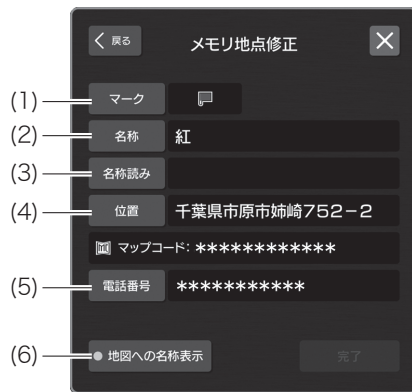 戻る メモリ地点修正
(1) マーク
(2) 名称 紅
(3) 名称読み
(4) 位置 千葉県市原市姉崎752-2
マップコード: ************
(5) 電話番号 ***********
(6) 地図への名称表示 完了